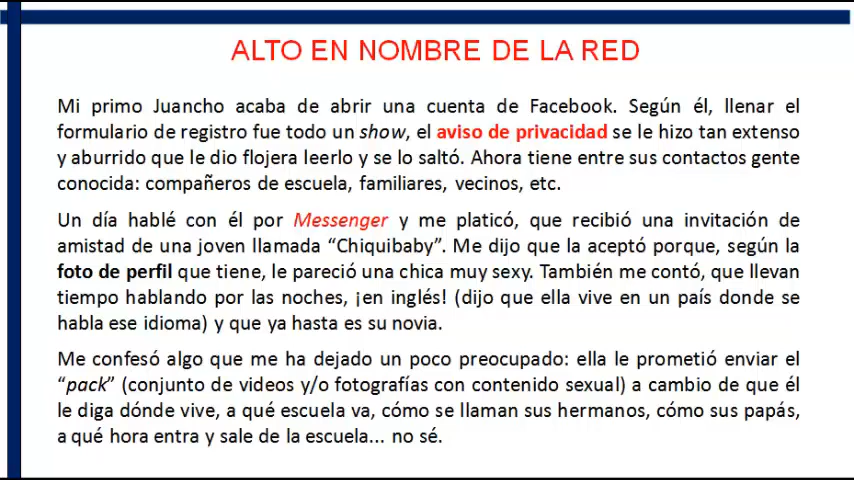 ALTO EN NOMBRE DE LA RED
Mi primo Juancho acaba de abrir una cuenta de Facebook. Según él, llenar el
formulario de registro fue todo un show, el aviso de privacidad se le hizo tan extenso
y aburrido que le dio flojera leerlo y se lo saltó. Ahora tiene entre sus contactos gente
conocida: compañeros de escuela, familiares, vecinos, etc.
Un día hablé con él por Messenger y me platicó, que recibió una invitación de
amistad de una joven llamada “Chiquibaby”. Me dijo que la aceptó porque, según la
foto de perfil que tiene, le pareció una chica muy sexy. También me contó, que llevan
tiempo hablando por las noches, ¡en inglés! (dijo que ella vive en un país donde se
habla ese idioma) y que ya hasta es su novia.
Me confesó algo que me ha dejado un poco preocupado: ella le prometió enviar el
“pack” (conjunto de videos y/o fotografías con contenido sexual) a cambio de que él
le diga dónde vive, a qué escuela va, cómo se llaman sus hermanos, cómo sus papás,
a qué hora entra y sale de la escuela... no sé.